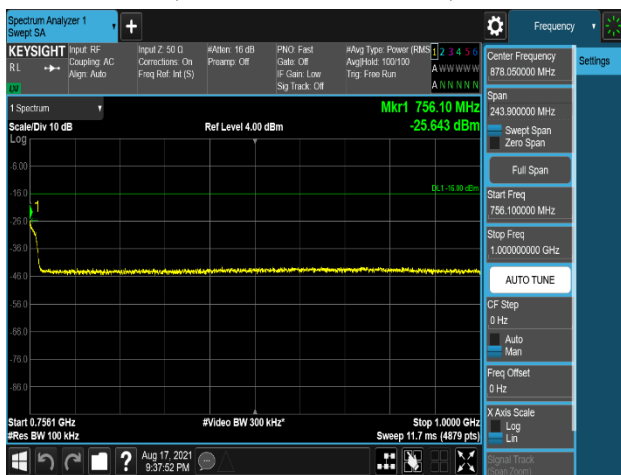 Spectrum Analyzer 1
Swept SA
+
Frequency
KEYSIGHT
RL
LW
Input: RF
Coupling: AC
Align: Auto
Input Z: 50 Ω
Corrections: On
Freq Ref: Int (S)
#Atten: 16 dB
Preamp: Off
PNO: Fast
Gate: Off
IF Gain: Low
Sig Track: Off
#Avg Type: Power (RMS
Avg|Hold: 100/100
Trig: Free Run
1 2 3 4 5 6
A W W W W W
A N N N N N
1 Spectrum
Scale/Div 10 dB
Log
Ref Level 4.00 dBm
Mkr1 756.10 MHz
-25.643 dBm
-6.00
-16.0
-26.0
-36.0
-46.0
-56.0
-66.0
-76.0
-86.0
DL1 -16.00 dBm
1
Start 0.7561 GHz
#Res BW 100 kHz
#Video BW 300 kHz*
Stop 1.0000 GHz
Sweep 11.7 ms (4879 pts)
?
Aug 17, 2021
9:37:52 PM
Center Frequency
878.050000 MHz
Settings
Span
243.900000 MHz
Swept Span
Zero Span
Full Span
Start Freq
756.100000 MHz
Stop Freq
1.000000000 GHz
AUTO TUNE
CF Step
0 Hz
Auto
Man
Freq Offset
0 Hz
X Axis Scale
Log
Lin
Signal Track
(Span Zoom)